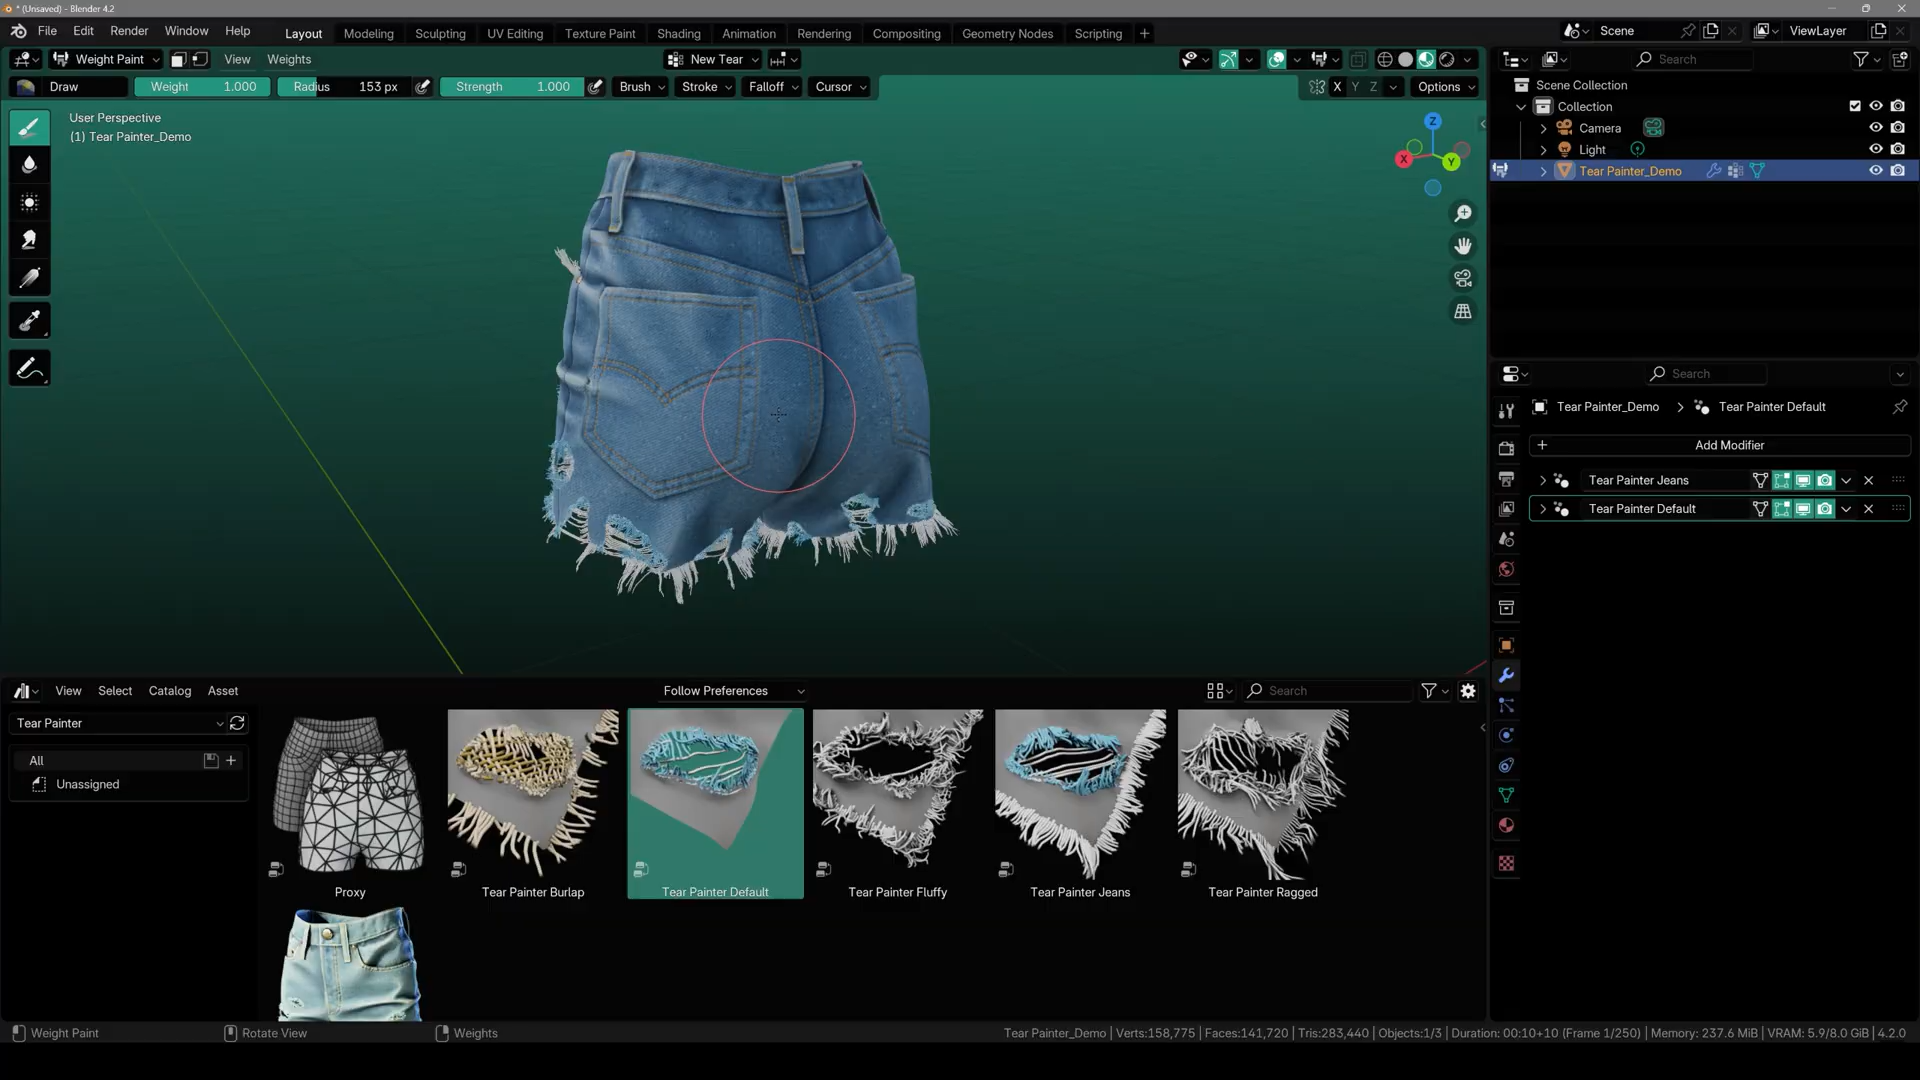 * (Unsaved) - Blender 4.2
File Edit Render Window Help Layout Modeling Sculpting UV Editing Texture Paint Shading Animation Rendering Compositing Geometry Nodes Scripting + Scene ViewLayer
Weight Paint View Weights New Tear Search
Draw Weight 1.000 Radius 153 px Strength 1.000 Brush Stroke Falloff Cursor X Y Z Options
Scene Collection
Collection
Camera
Light
Tear Painter_Demo
User Perspective
(1) Tear Painter_Demo
Z
X
Y
Search
Tear Painter_Demo > Tear Painter Default
+ Add Modifier
Tear Painter Jeans
Tear Painter Default
View Select Catalog Asset Follow Preferences Search
Tear Painter
All
Unassigned
Proxy
Tear Painter Burlap
Tear Painter Default
Tear Painter Fluffy
Tear Painter Jeans
Tear Painter Ragged
Weight Paint Rotate View Weights Tear Painter_Demo | Verts:158,775 | Faces:141,720 | Tris:283,440 | Objects:1/3 | Duration: 00:10+10 (Frame 1/250) | Memory: 237.6 MiB | VRAM: 5.9/8.0 GiB | 4.2.0